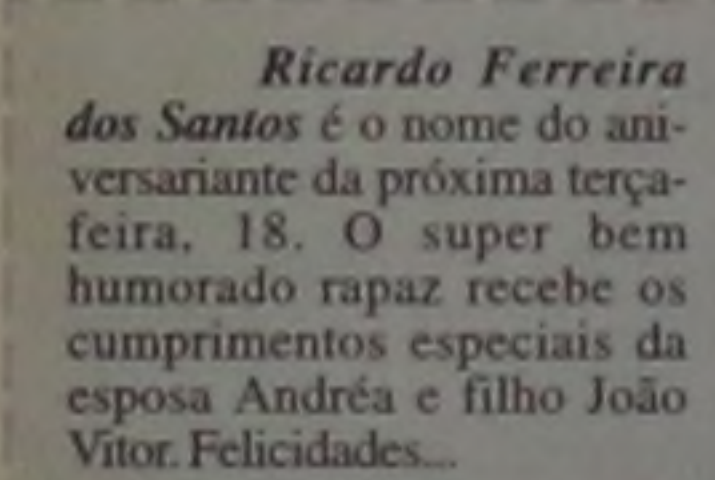 Ricardo Ferreira
dos Santos é o nome do ani-
versariante da próxima terça-
feira, 18. O super bem
humorado rapaz recebe os
cumprimentos especiais da
esposa Andréa e filho João
Vitor. Felicidades...